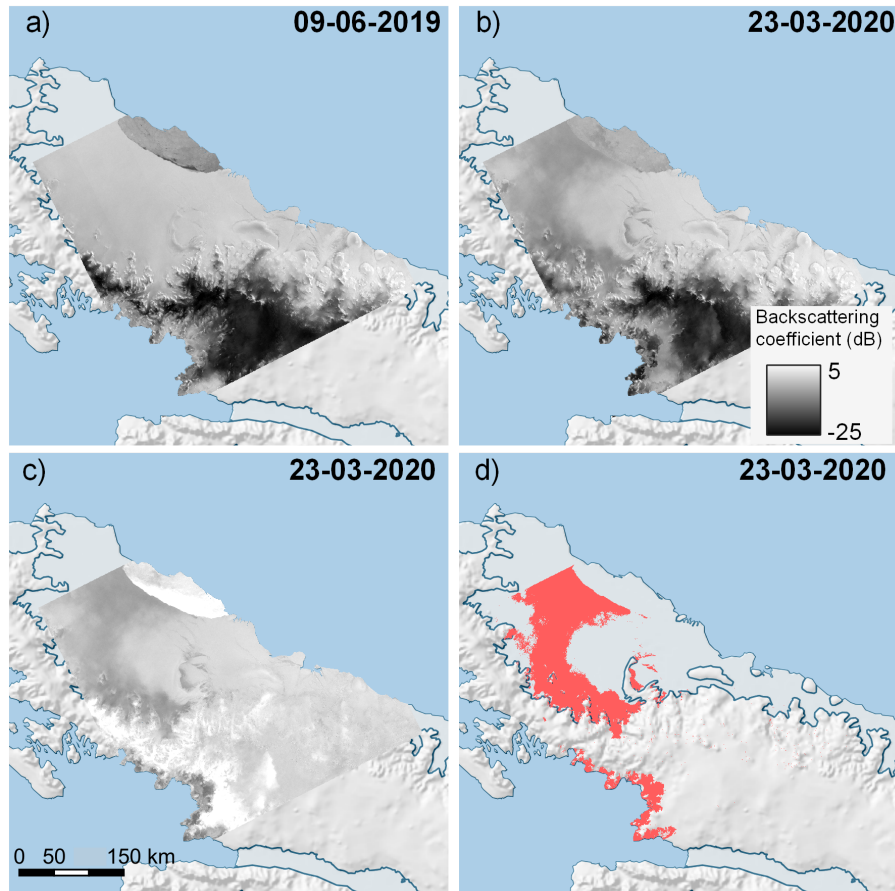 a) 09-06-2019
b) 23-03-2020
Backscattering
coefficient (dB)
5
-25
c) 23-03-2020
0 50 150 km
d) 23-03-2020